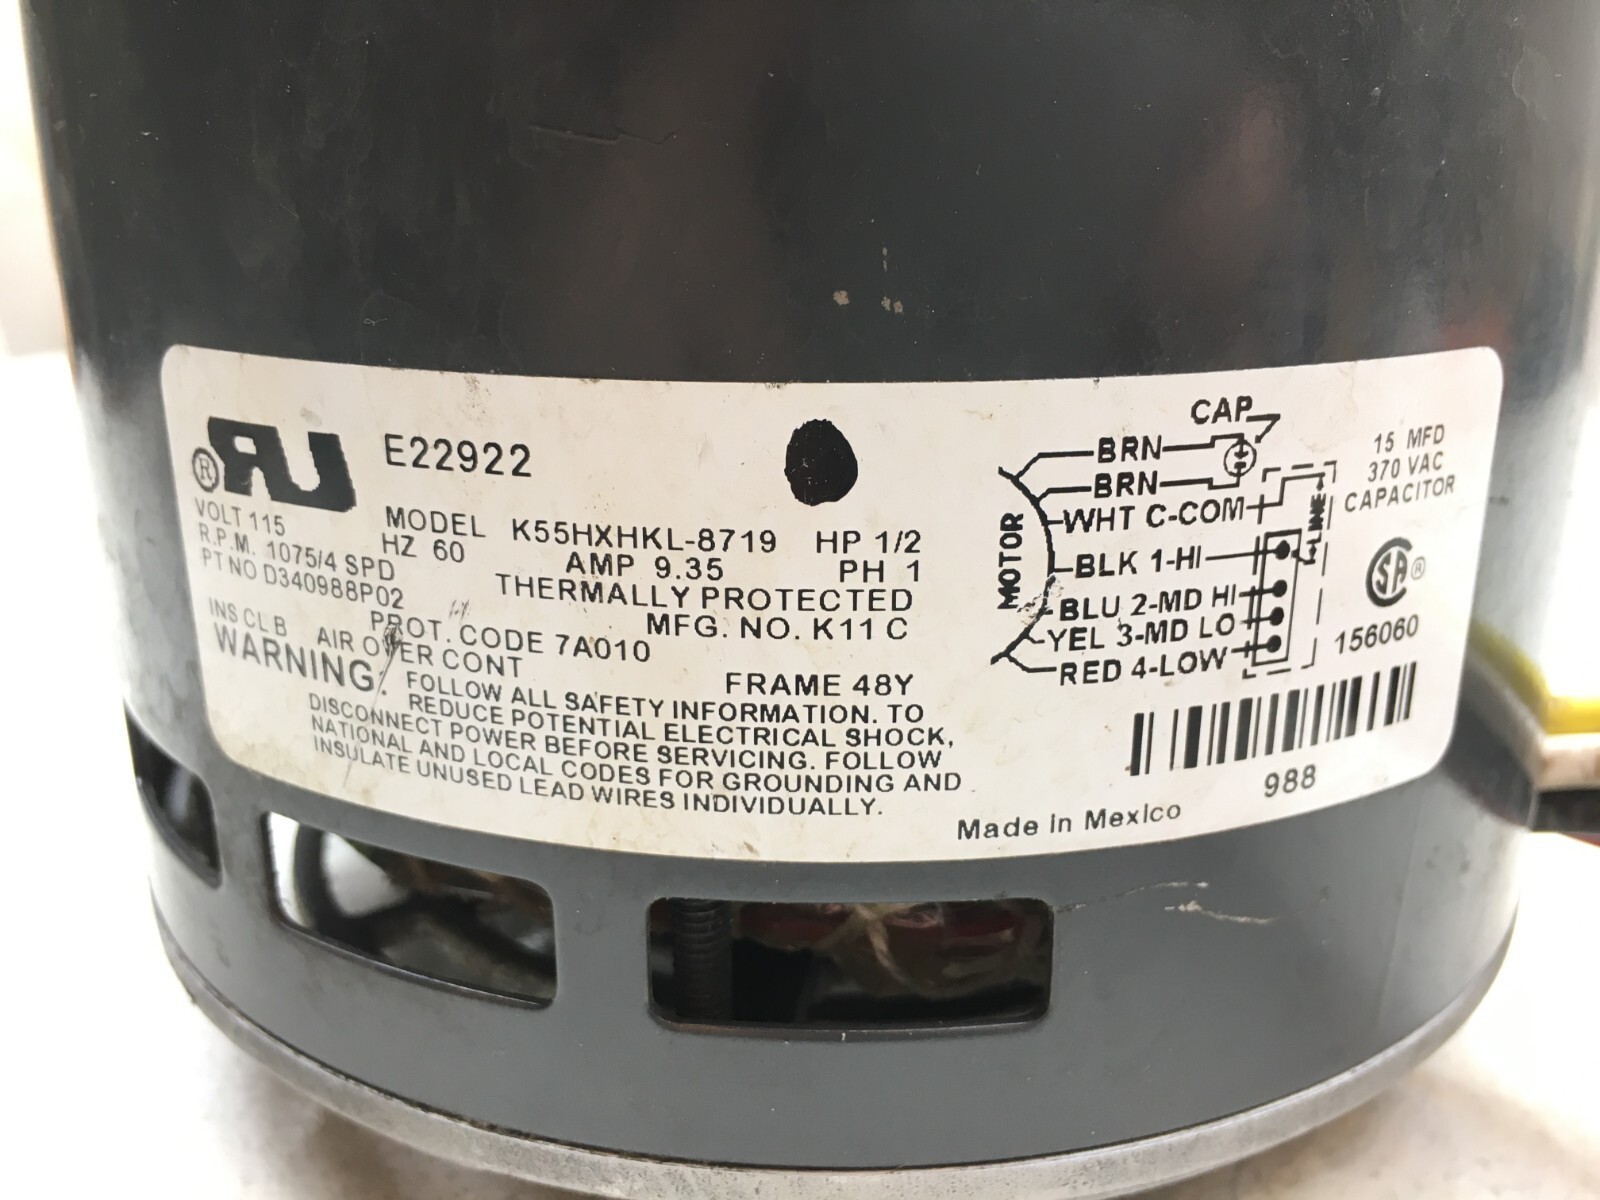 RU® E22922
VOLT 115 MODEL K55HXHKL-8719 HP 1/2
R.P.M. 1075/4 SPD HZ 60 AMP 9.35 PH 1
PT NO D340988P02 THERMALLY PROTECTED
PROT. CODE 7A010 MFG. NO. K11 C
INS CL B AIR OVER CONT FRAME 48Y
WARNING: FOLLOW ALL SAFETY INFORMATION. TO
REDUCE POTENTIAL ELECTRICAL SHOCK,
DISCONNECT POWER BEFORE SERVICING. FOLLOW
NATIONAL AND LOCAL CODES FOR GROUNDING AND
INSULATE UNUSED LEAD WIRES INDIVIDUALLY.
CAP
BRN
BRN
WHT C-COM
BLK 1-HI
BLU 2-MD HI
YEL 3-MD LO
RED 4-LOW
MOTOR
LINE
15 MFD
370 VAC
CAPACITOR
SA®
156060
988
Made in Mexico